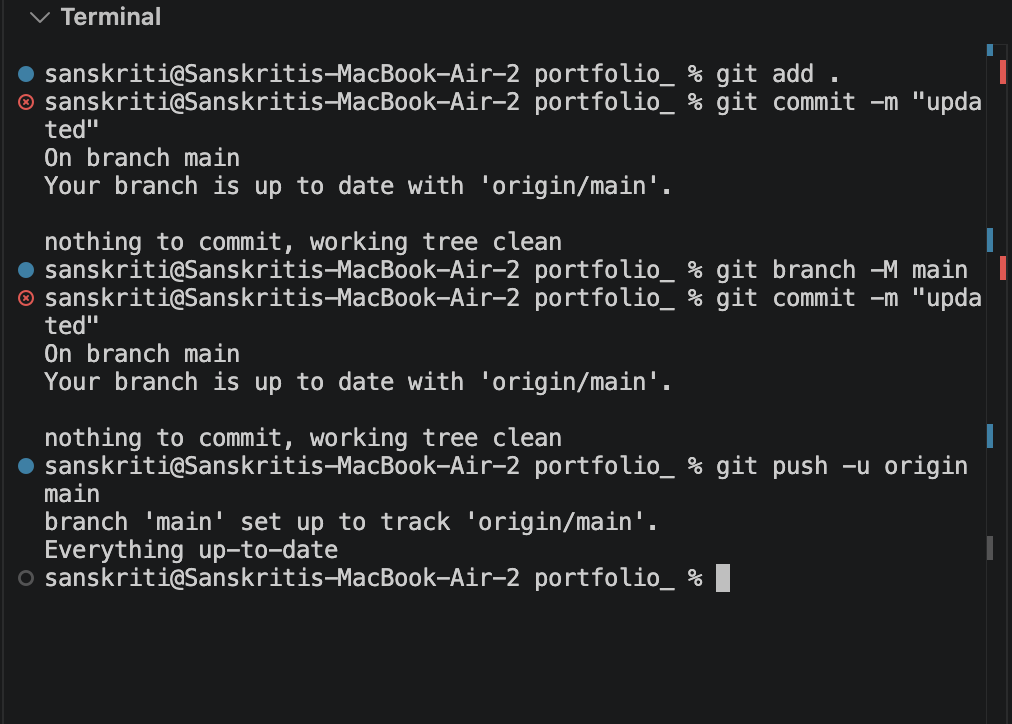 Terminal
sanskriti@Sanskritis-MacBook-Air-2 portfolio_ % git add .
sanskriti@Sanskritis-MacBook-Air-2 portfolio_ % git commit -m "upda
ted"
On branch main
Your branch is up to date with 'origin/main'.
nothing to commit, working tree clean
sanskriti@Sanskritis-MacBook-Air-2 portfolio_ % git branch -M main
sanskriti@Sanskritis-MacBook-Air-2 portfolio_ % git commit -m "upda
ted"
On branch main
Your branch is up to date with 'origin/main'.
nothing to commit, working tree clean
sanskriti@Sanskritis-MacBook-Air-2 portfolio_ % git push -u origin
main
branch 'main' set up to track 'origin/main'.
Everything up-to-date
sanskriti@Sanskritis-MacBook-Air-2 portfolio_ %